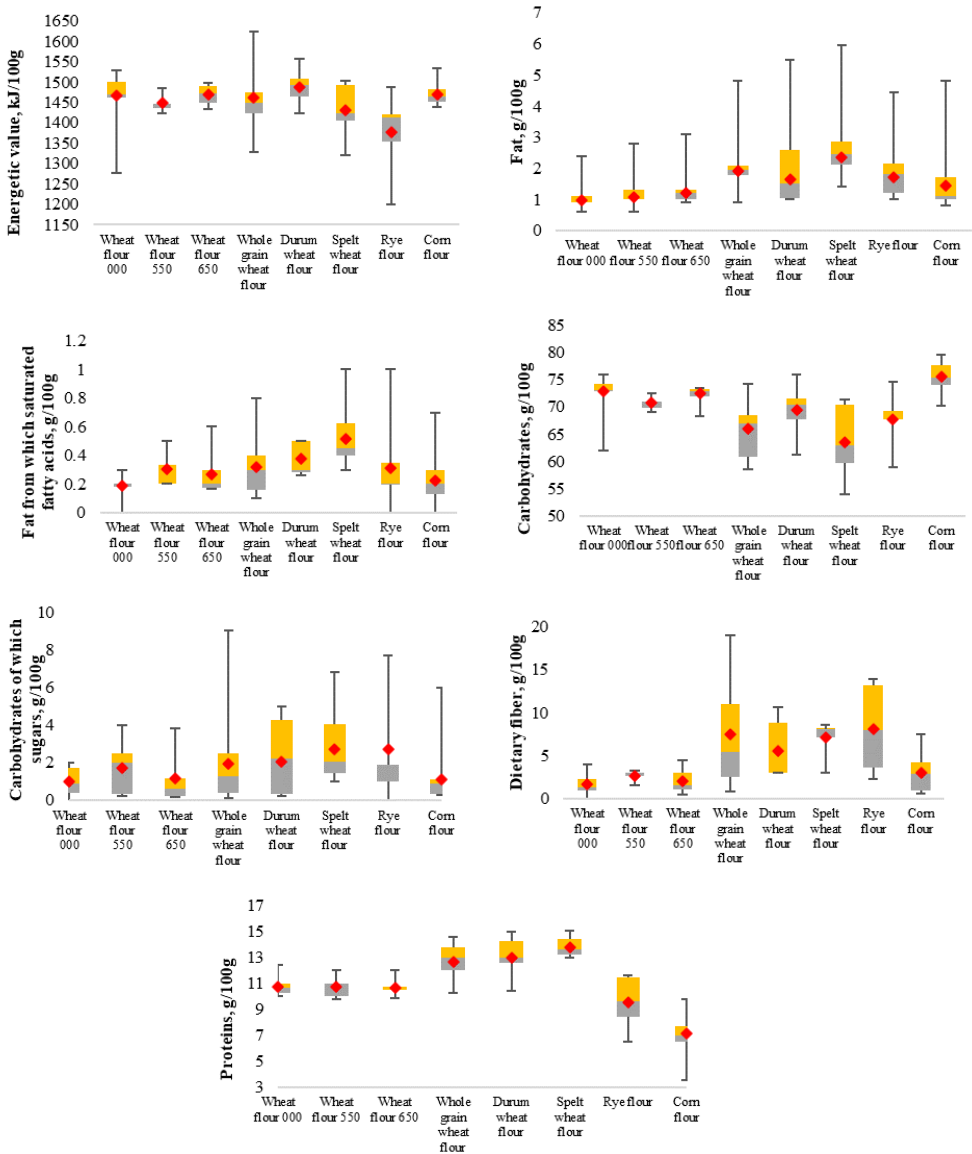 Energetic value, kJ/100g
1650
1600
1550
1500
1450
1400
1350
1300
1250
1200
1150
Wheat
flour
000
Wheat
flour
550
Wheat
flour
650
Whole
grain
wheat
flour
Durum
wheat
flour
Spelt
wheat
flour
Rye
flour
Corn
flour
Fat, g/100g
7
6
5
4
3
2
1
0
Wheat
flour 000
Wheat
flour 550
Wheat
flour 650
Whole
grain
wheat
flour
Durum
wheat
flour
Spelt
wheat
flour
Rye flour
Corn
flour
Fat from which saturated
fatty acids, g/100g
1.2
1
0.8
0.6
0.4
0.2
0
Wheat
flour
000
Wheat
flour
550
Wheat
flour
650
Whole
grain
wheat
flour
Durum
wheat
flour
Spelt
wheat
flour
Rye
flour
Corn
flour
Carbohydrates, g/100g
85
80
75
70
65
60
55
50
Wheat
flour 000
Wheat
flour 550
Wheat
flour 650
Whole
grain
wheat
flour
Durum
wheat
flour
Spelt
wheat
flour
Rye
flour
Corn
flour
Carbohydrates of which
sugars, g/100g
10
8
6
4
2
0
Wheat
flour
000
Wheat
flour
550
Wheat
flour
650
Whole
grain
wheat
flour
Durum
wheat
flour
Spelt
wheat
flour
Rye
flour
Corn
flour
Dietary fiber, g/100g
20
15
10
5
0
Wheat
flour
000
Wheat
flour
550
Wheat
flour
650
Whole
grain
wheat
flour
Durum
wheat
flour
Spelt
wheat
flour
Rye
flour
Corn
flour
Proteins, g/100g
17
15
13
11
9
7
5
3
Wheat
flour 000
Wheat
flour 550
Wheat
flour 650
Whole
grain
wheat
flour
Durum
wheat
flour
Spelt
wheat
flour
Rye flour
Corn
flour